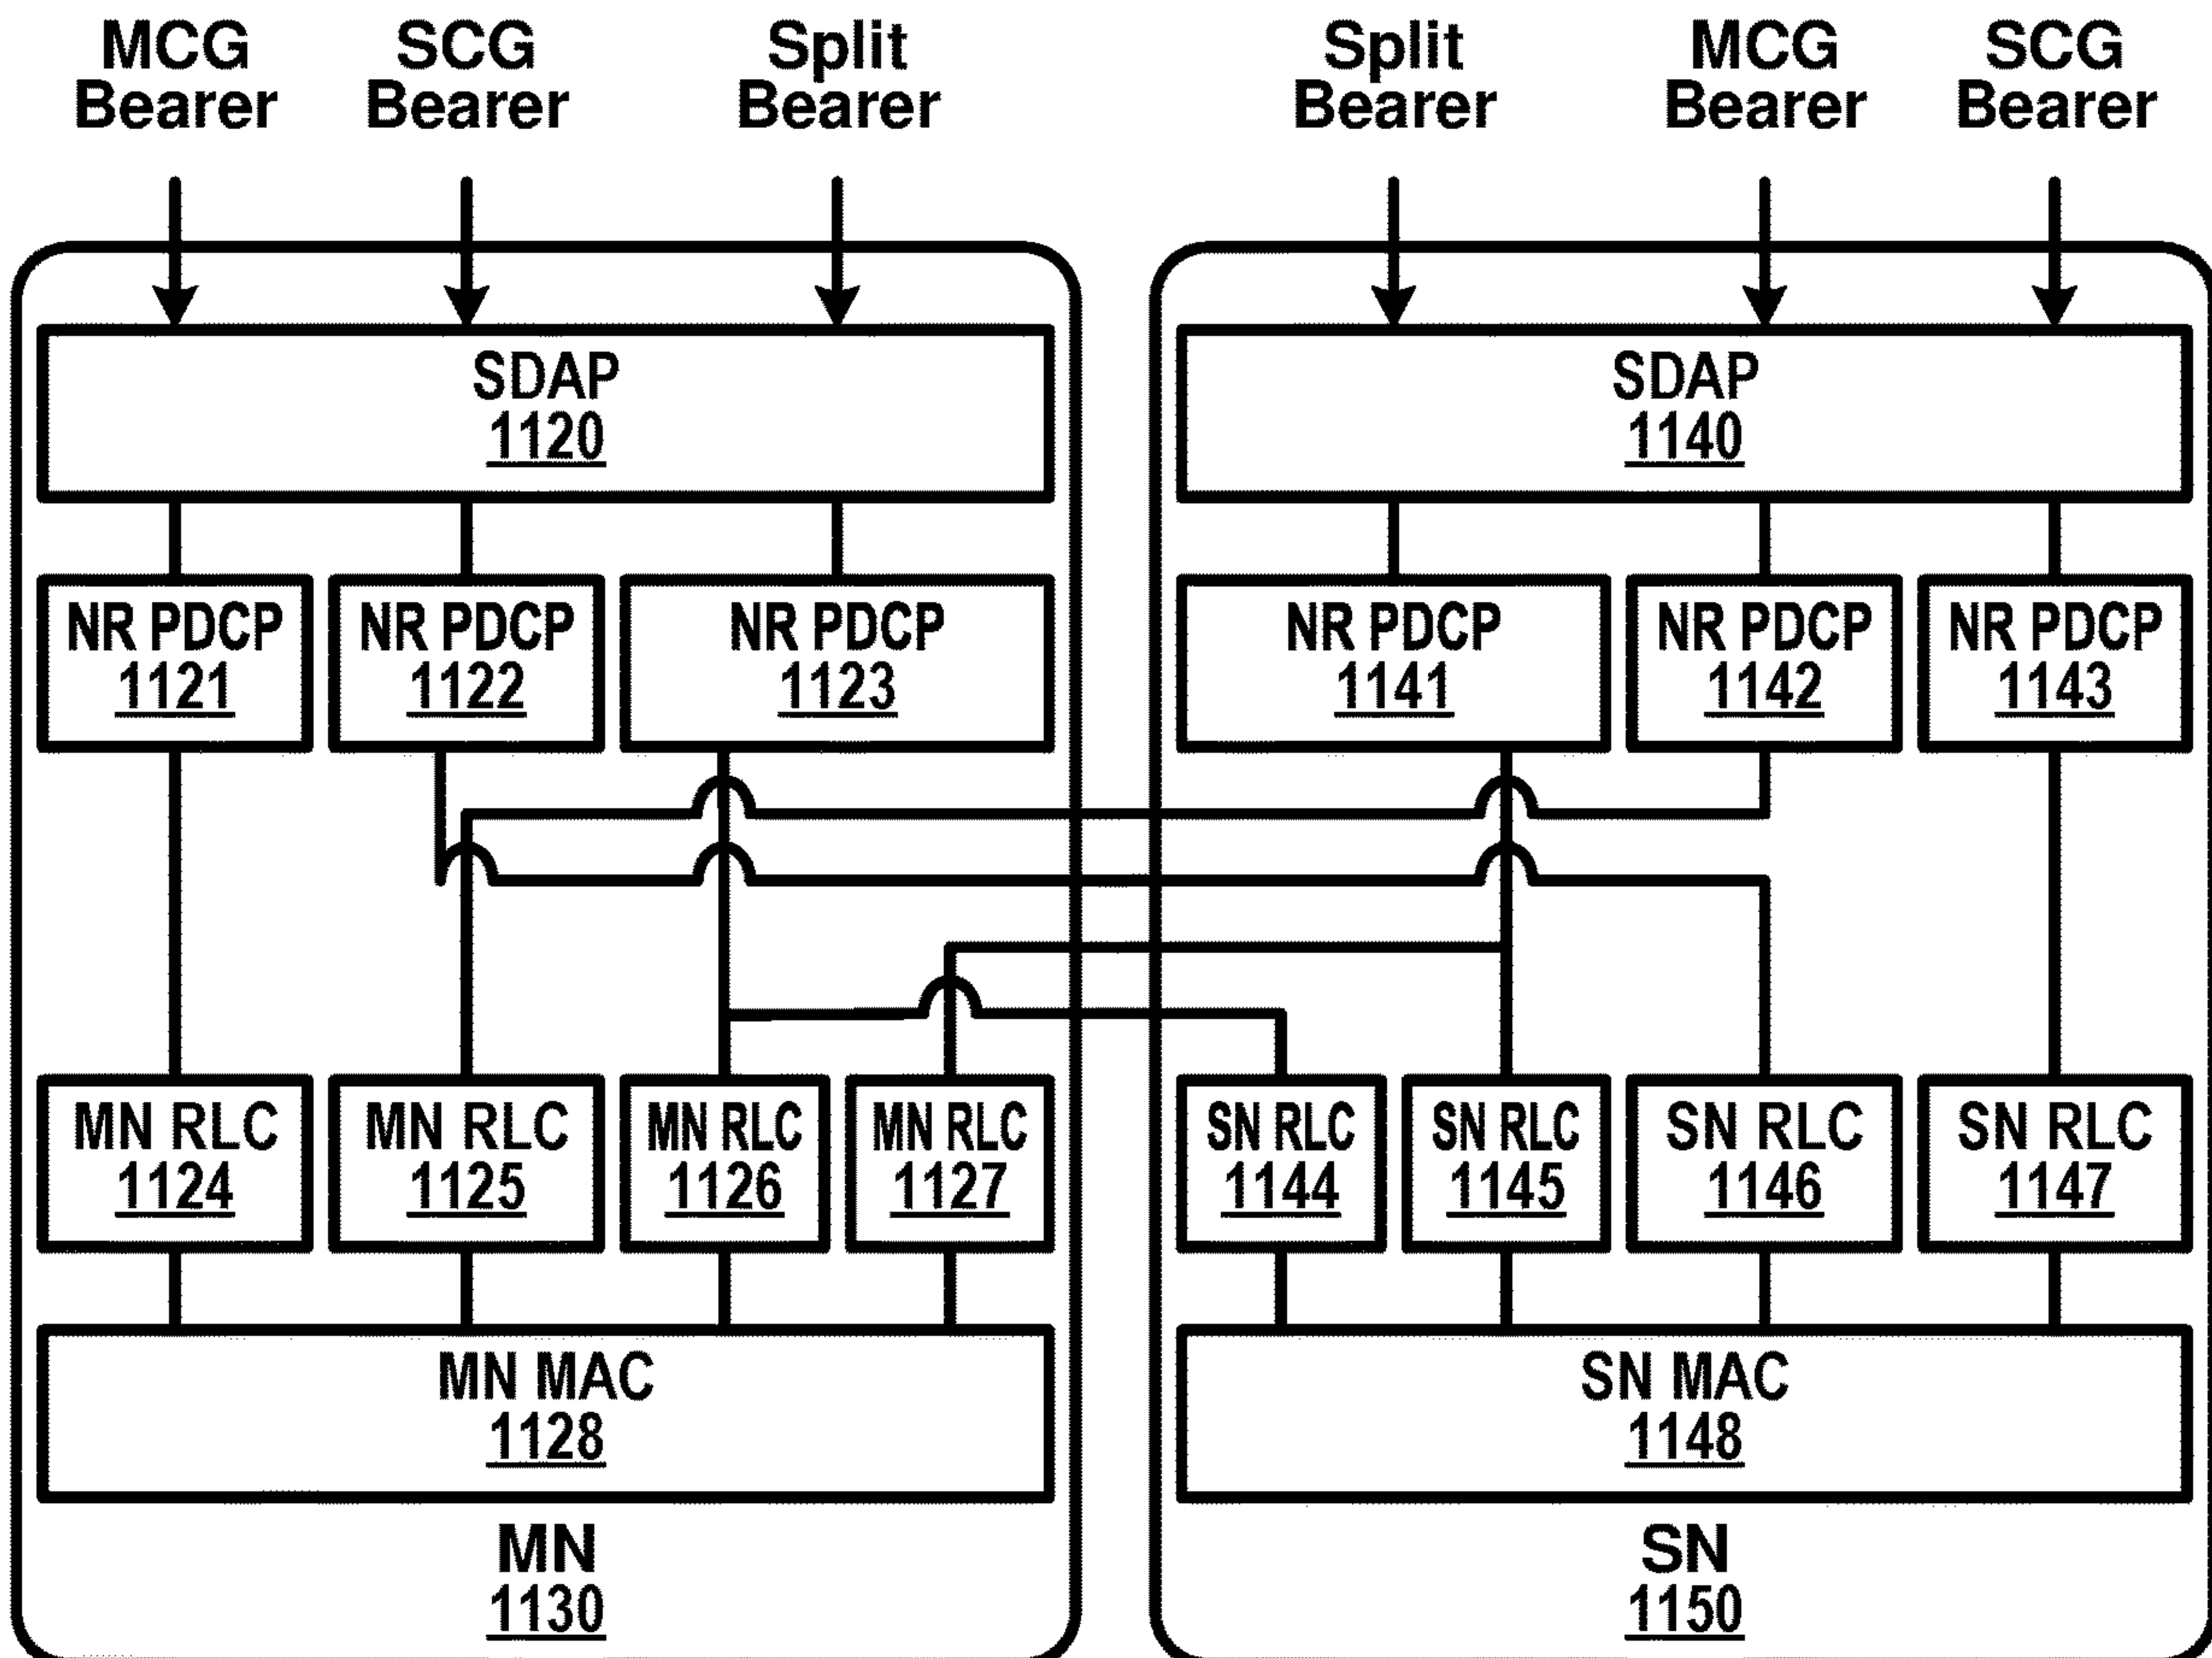 MCG
Bearer
SCG
Bearer
Split
Bearer
Split
Bearer
MCG
Bearer
SCG
Bearer
SDAP
1120
SDAP
1140
NR PDCP
1121
NR PDCP
1122
NR PDCP
1123
NR PDCP
1141
NR PDCP
1142
NR PDCP
1143
MN RLC
1124
MN RLC
1125
MN RLC
1126
MN RLC
1127
SN RLC
1144
SN RLC
1145
SN RLC
1146
SN RLC
1147
MN MAC
1128
SN MAC
1148
MN
1130
SN
1150